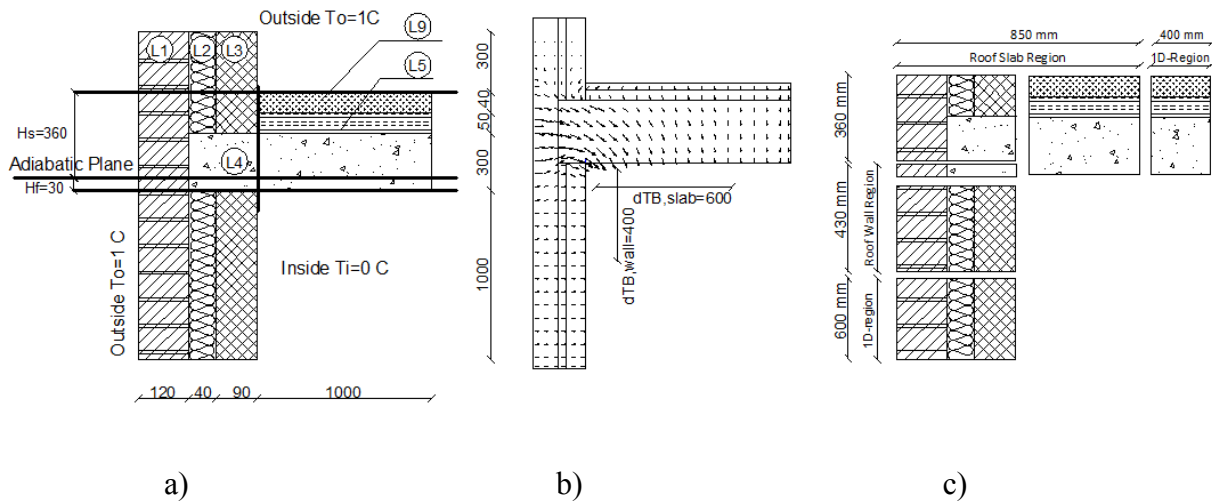 Outside To=1C
L9
L1
L2
L3
L5
300
40
50
300
1000
Hs=360
Adiabatic Plane
L4
Hf=30
Outside To=1 C
Inside Ti=0 C
120
40
90
1000
a)
dTB,slab=600
dTB,wall=400
b)
850 mm
400 mm
Roof Slab Region
1D-Region
360 mm
430 mm
Roof Wall Region
600 mm
1D-region
c)